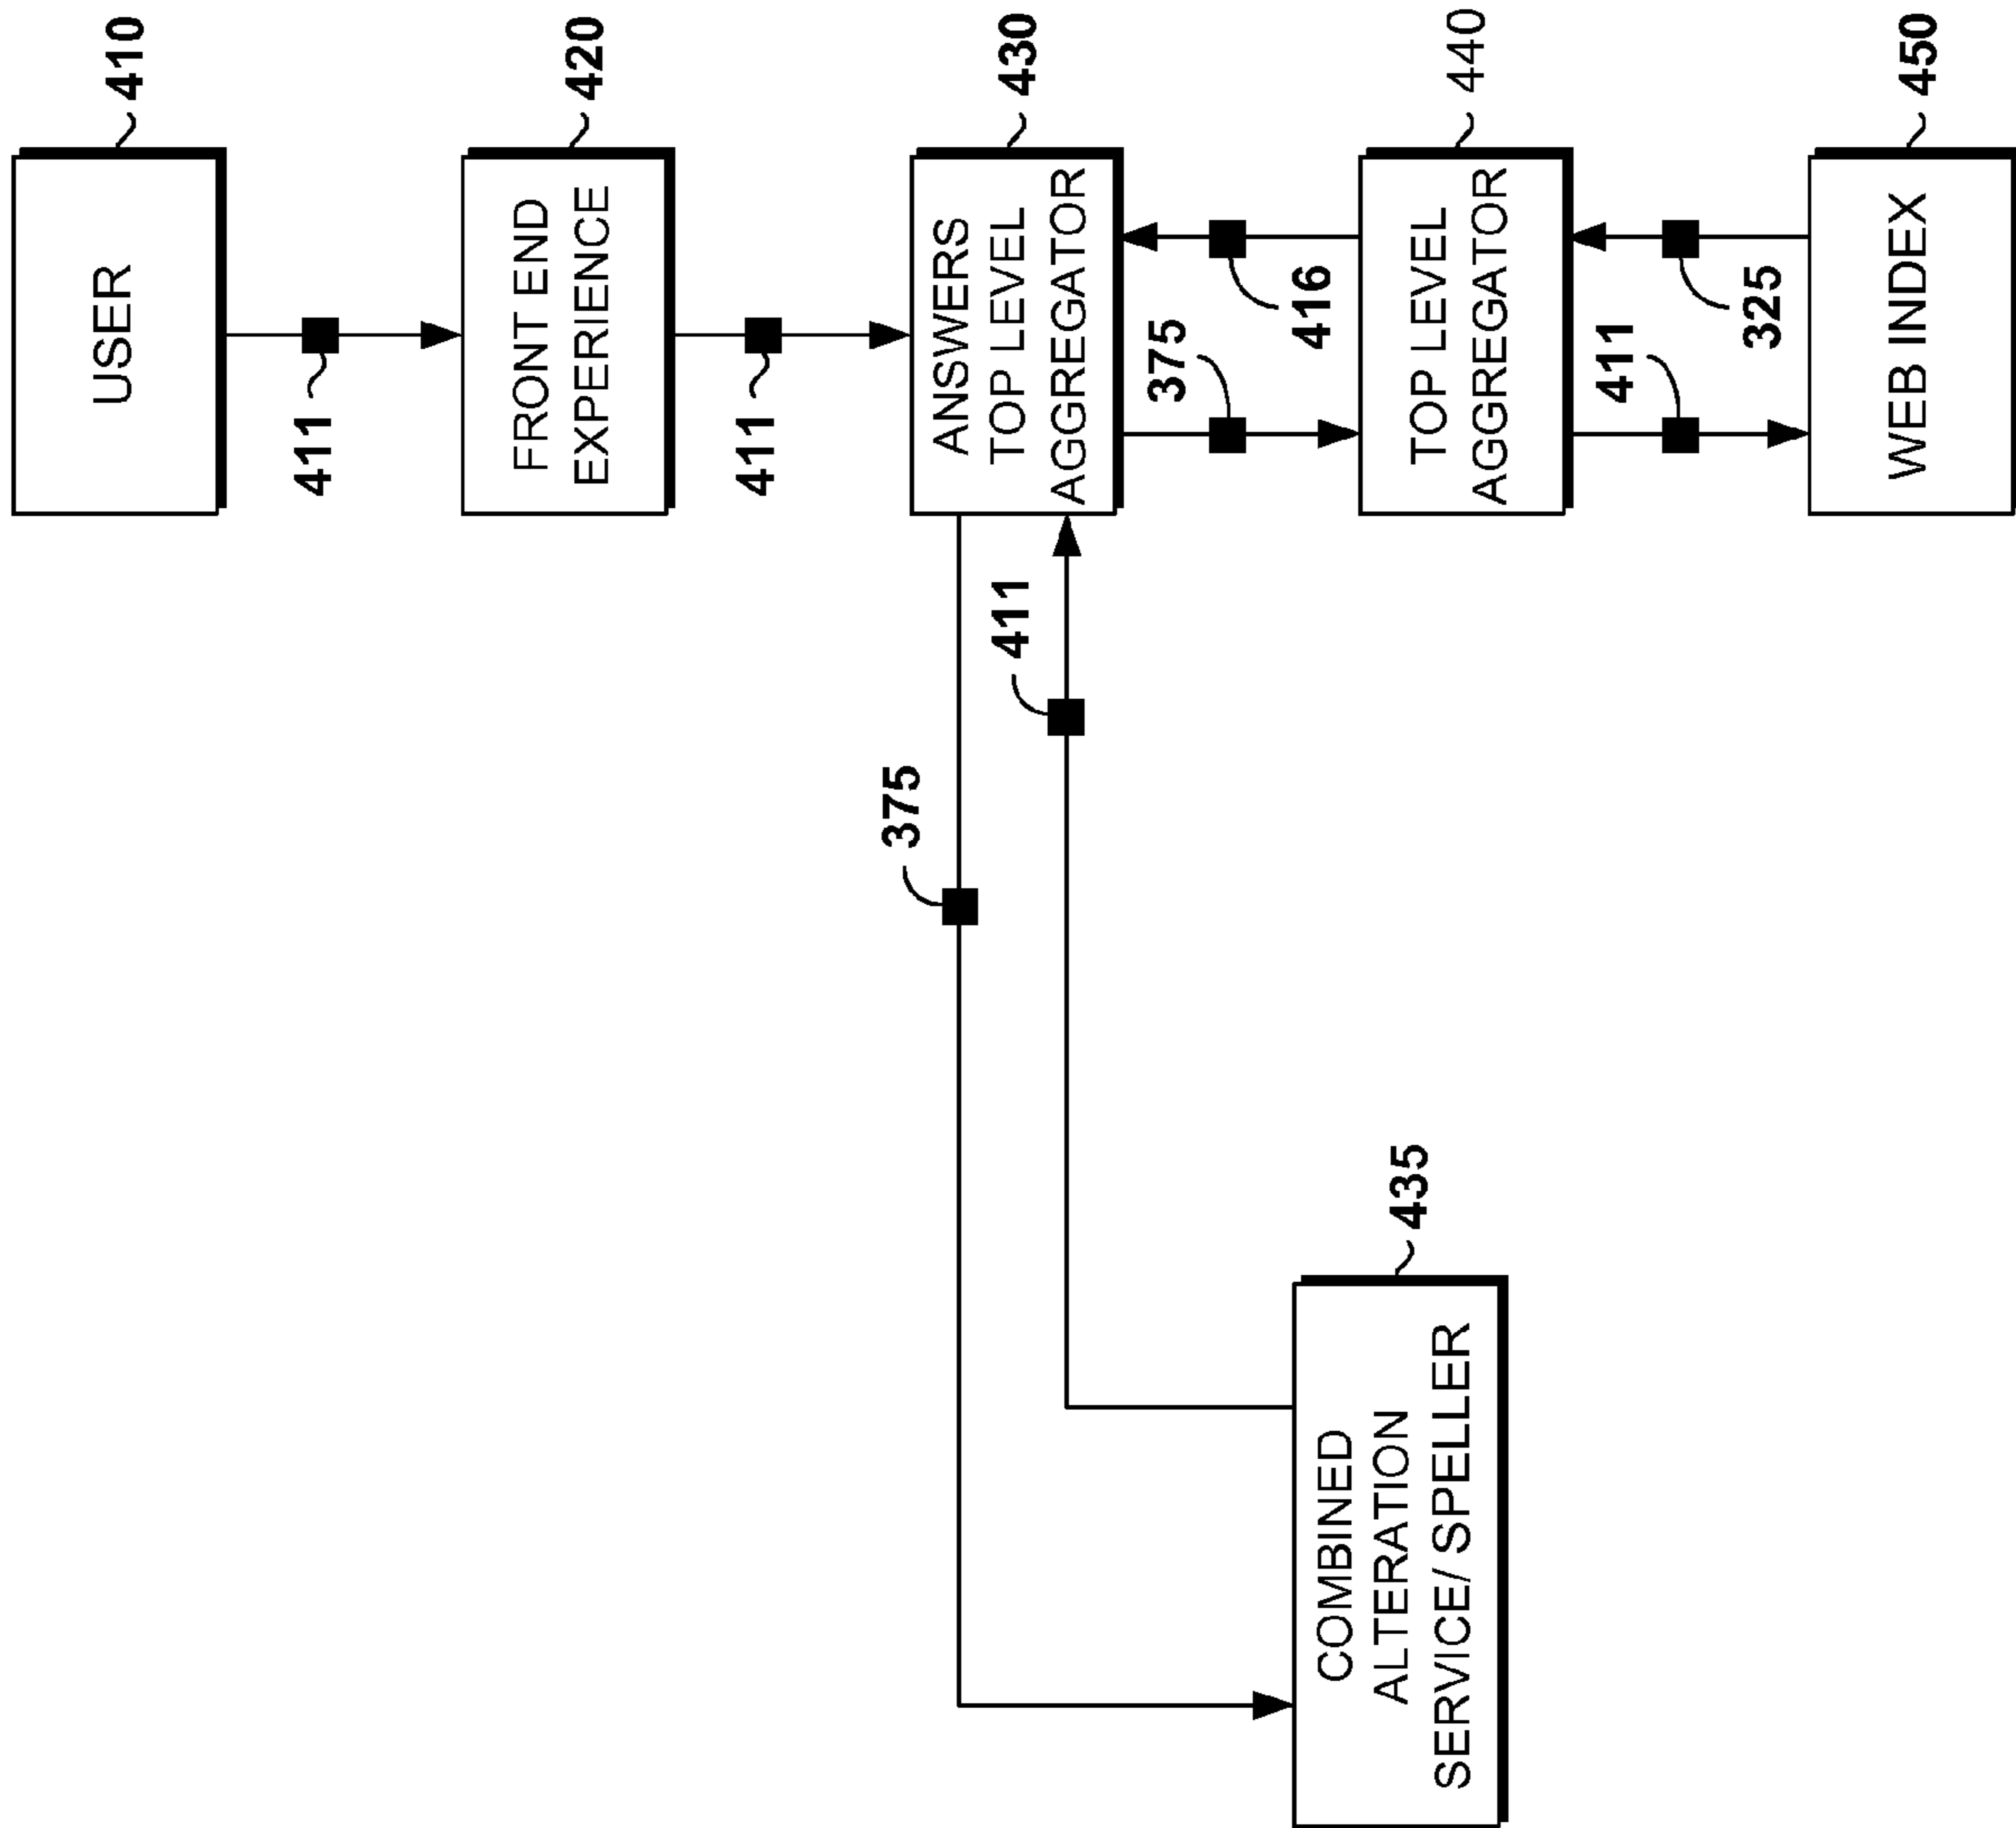 USER
410
411
FRONT END
EXPERIENCE
420
411
ANSWERS
TOP LEVEL
AGGREGATOR
430
375
411
375
416
TOP LEVEL
AGGREGATOR
440
411
325
WEB INDEX
450
COMBINED
ALTERATION
SERVICE/SPELLER
435